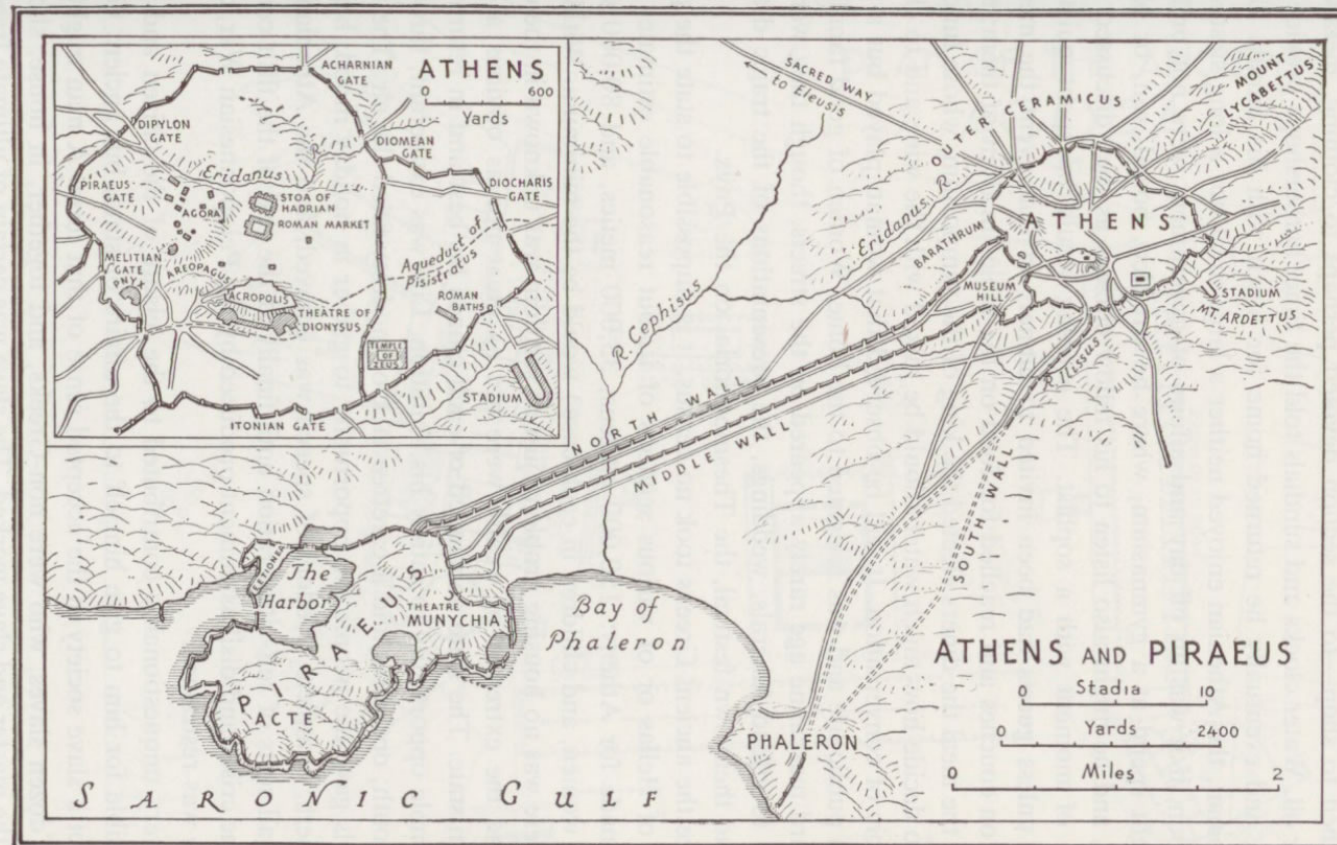 ATHENS
0 600
Yards
ACHARNIAN
GATE
DIPYLON
GATE
DIOMEAN
GATE
Eridanus
PIRAEUS
GATE
DIOCHARIS
GATE
STOA OF
HADRIAN
AGORA
ROMAN MARKET
MELITIAN
GATE
PNYX
AREOPAGUS
Aqueduct of
Pisistratus
ACROPOLIS
ROMAN
BATHS
THEATRE OF
DIONYSUS
TEMPLE
OF
ZEUS
STADIUM
ITONIAN GATE
SACRED WAY
to Eleusis
OUTER CERAMICUS
MOUNT
LYCABETTUS
Eridanus R.
BARATHRUM
ATHENS
MUSEUM
HILL
STADIUM
MT. ARDETTUS
R. Cephisus
R. Ilissus
NORTH WALL
MIDDLE WALL
SOUTH WALL
EETIONEA
The
Harbor
PIRAEUS
THEATRE
MUNYCHIA
ACTE
Bay of
Phaleron
PHALERON
SARONIC GULF
ATHENS AND PIRAEUS
0 Stadia 10
0 Yards 2400
0 Miles 2